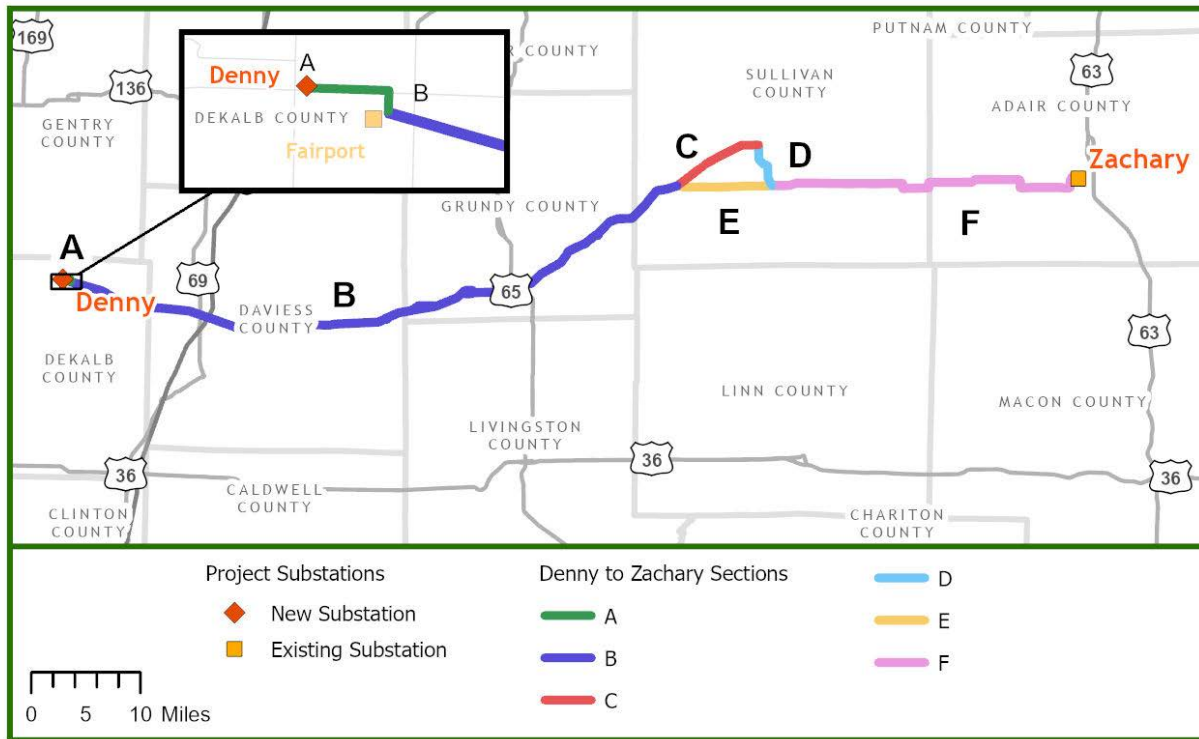 169
136
GENTRY
COUNTY
A
Denny
B
DEKALB COUNTY
Fairport
R COUNTY
PUTNAM COUNTY
SULLIVAN
COUNTY
63
ADAIR COUNTY
C
D
Zachary
GRUNDY COUNTY
E
F
A
Denny
69
B
65
DAVIESS
COUNTY
63
DEKALB
COUNTY
LINN COUNTY
MACON COUNTY
LIVINGSTON
COUNTY
36
36
36
CALDWELL
COUNTY
CLINTON
COUNTY
CHARITON
COUNTY
Project Substations
New Substation
Existing Substation
Denny to Zachary Sections
A
B
C
D
E
F
0 5 10 Miles